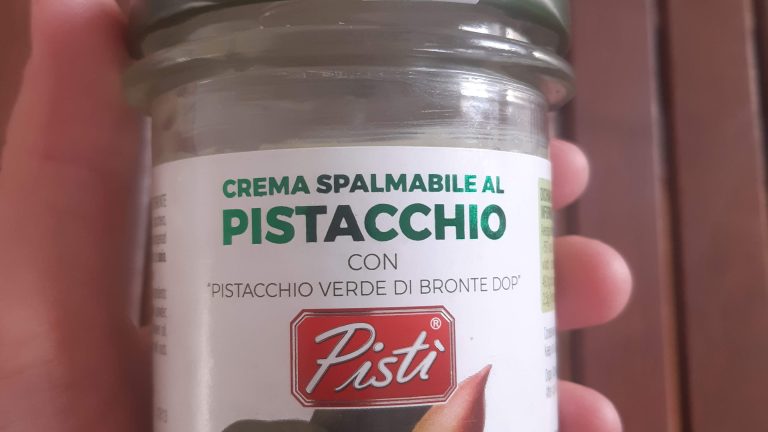 CREMA SPALMABILE AL
PISTACCHIO
CON
"PISTACCHIO VERDE DI BRONTE DOP"
Pistì®